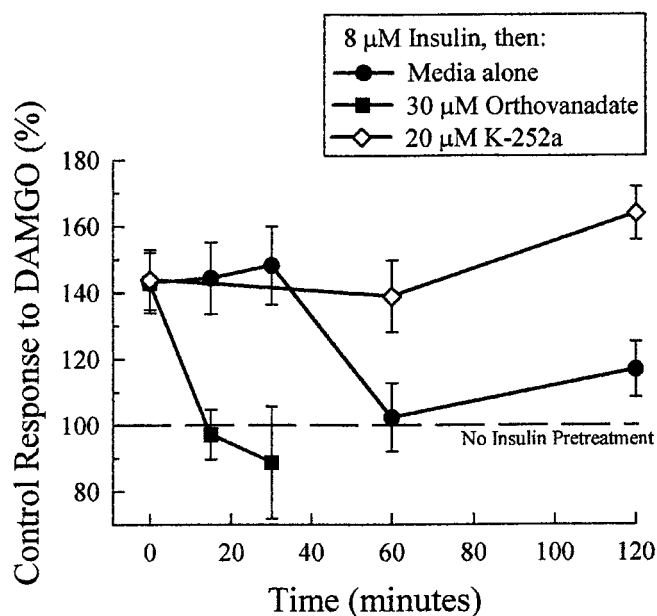 8 μM Insulin, then:
Media alone
30 μM Orthovanadate
20 μM K-252a
Control Response to DAMGO (%)
180
160
140
120
100
80
No Insulin Pretreatment
0 20 40 60 80 100 120
Time (minutes)